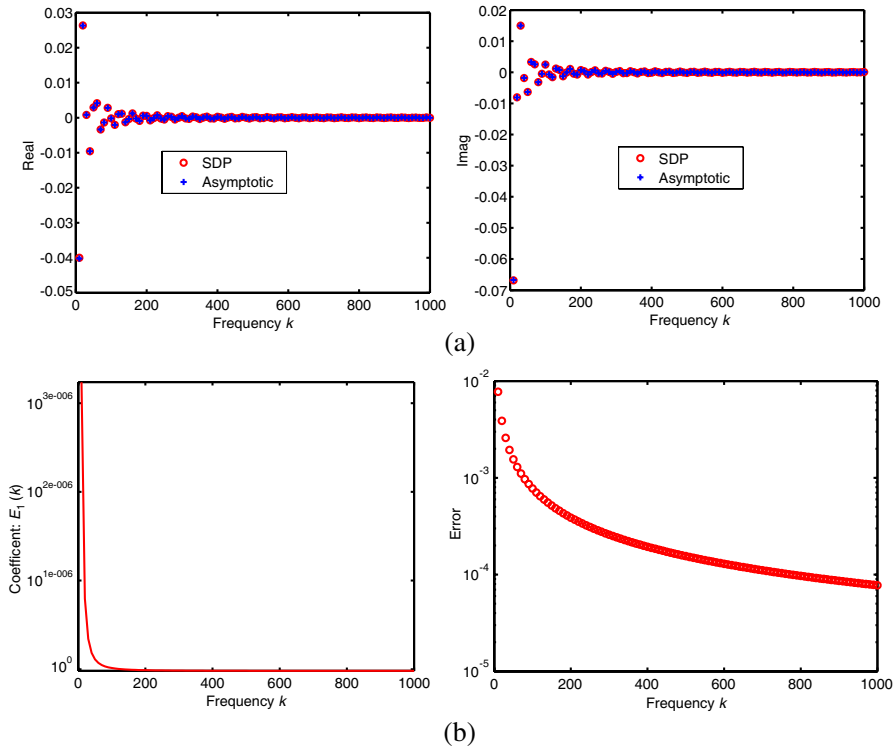 0.03
0.02
0.01
0
-0.01
-0.02
-0.03
-0.04
-0.05
Real
SDP
Asymptotic
0 200 400 600 800 1000
Frequency k
0.02
0.01
0
-0.01
-0.02
-0.03
-0.04
-0.05
-0.06
-0.07
Imag
SDP
Asymptotic
0 200 400 600 800 1000
Frequency k
(a)
10^3e-006
10^2e-006
10^1e-006
10^0
Coefficent: E₁ (k)
0 200 400 600 800 1000
Frequency k
10^-2
10^-3
10^-4
10^-5
Error
0 200 400 600 800 1000
Frequency k
(b)